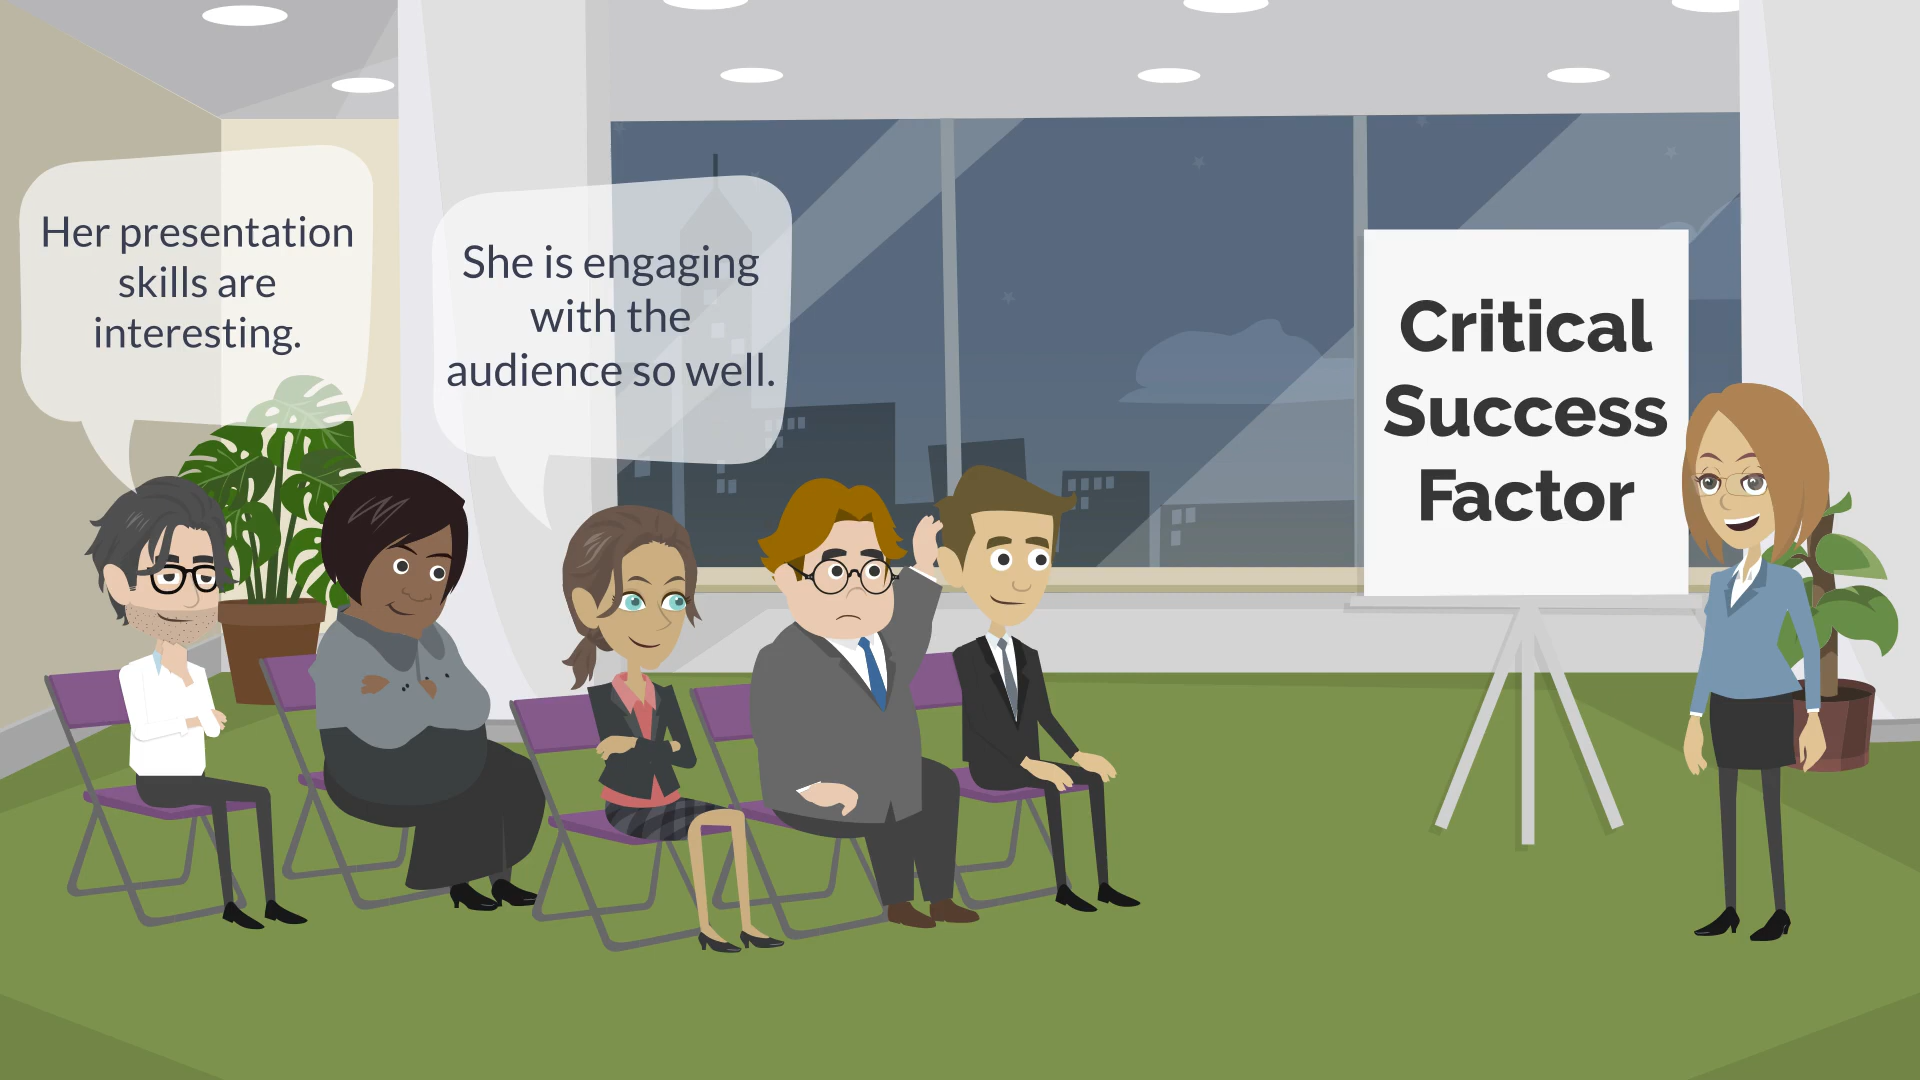 Her presentation
skills are
interesting.
She is engaging
with the
audience so well.
Critical
Success
Factor